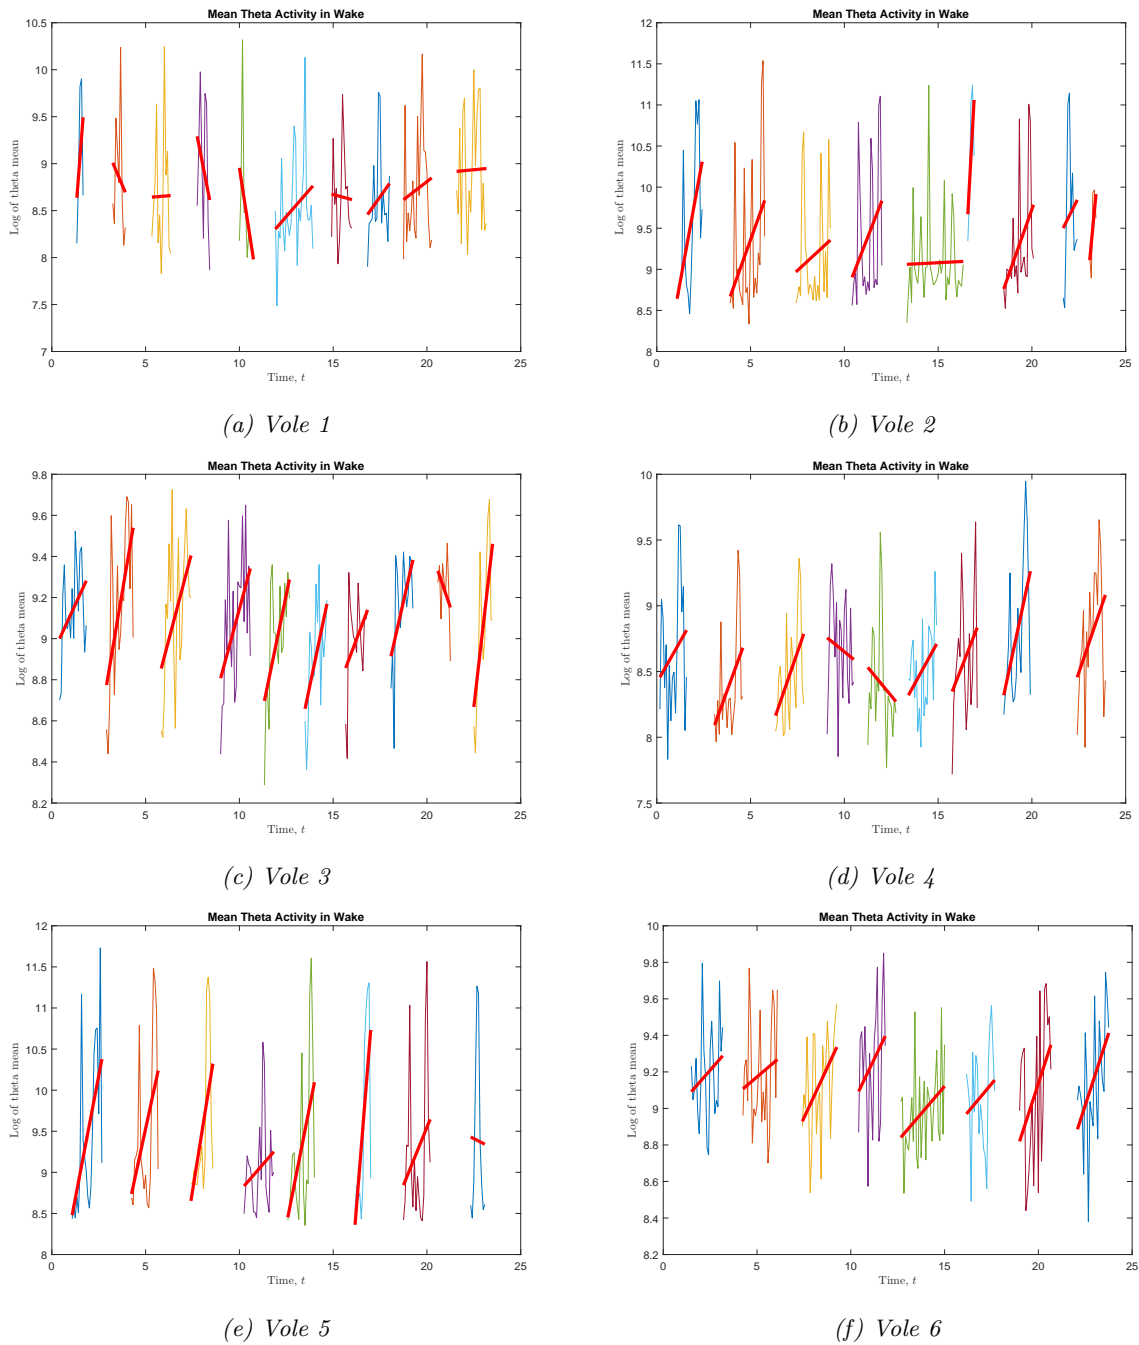 Mean Theta Activity in Wake
10.5
10
9.5
9
8.5
8
7.5
7
Log of theta mean
0 5 10 15 20 25
Time, t
(a) Vole 1
Mean Theta Activity in Wake
12
11.5
11
10.5
10
9.5
9
8.5
8
Log of theta mean
0 5 10 15 20 25
Time, t
(b) Vole 2
Mean Theta Activity in Wake
9.8
9.6
9.4
9.2
9
8.8
8.6
8.4
8.2
Log of theta mean
0 5 10 15 20 25
Time, t
(c) Vole 3
Mean Theta Activity in Wake
10
9.5
9
8.5
8
7.5
Log of theta mean
0 5 10 15 20 25
Time, t
(d) Vole 4
Mean Theta Activity in Wake
12
11.5
11
10.5
10
9.5
9
8.5
8
Log of theta mean
0 5 10 15 20 25
Time, t
(e) Vole 5
Mean Theta Activity in Wake
10
9.8
9.6
9.4
9.2
9
8.8
8.6
8.4
8.2
Log of theta mean
0 5 10 15 20 25
Time, t
(f) Vole 6